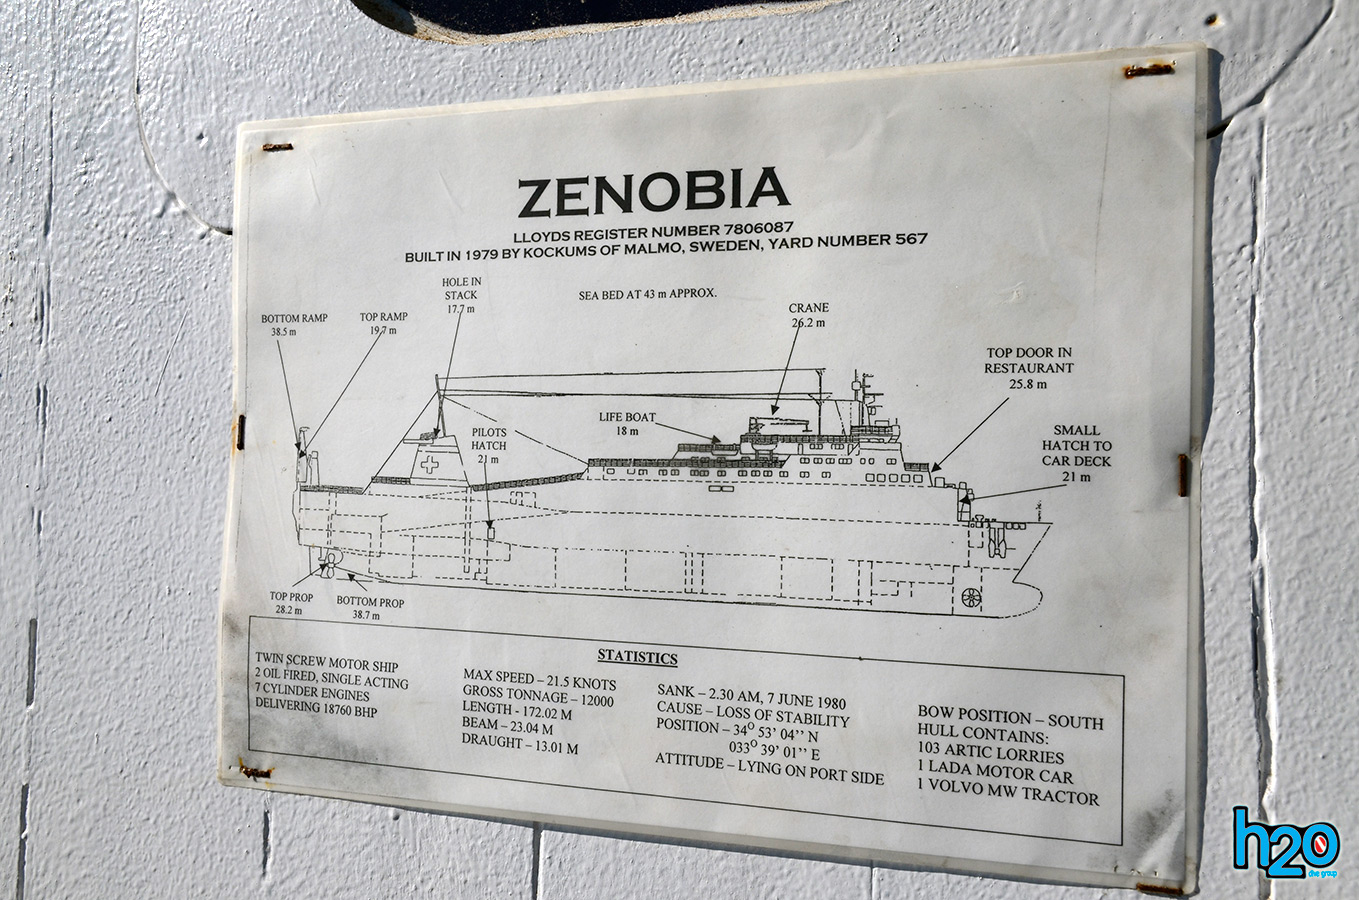 ZENOBIA
LLOYDS REGISTER NUMBER 7806087
BUILT IN 1979 BY KOCKUMS OF MALMO, SWEDEN, YARD NUMBER 567
SEA BED AT 43 m APPROX.
BOTTOM RAMP
38.5 m
TOP RAMP
19.7 m
HOLE IN
STACK
17.7 m
CRANE
26.2 m
TOP DOOR IN
RESTAURANT
25.8 m
PILOTS
HATCH
21 m
LIFE BOAT
18 m
SMALL
HATCH TO
CAR DECK
21 m
TOP PROP
28.2 m
BOTTOM PROP
38.7 m
STATISTICS
TWIN SCREW MOTOR SHIP
2 OIL FIRED, SINGLE ACTING
7 CYLINDER ENGINES
DELIVERING 18760 BHP
MAX SPEED – 21.5 KNOTS
GROSS TONNAGE – 12000
LENGTH - 172.02 M
BEAM – 23.04 M
DRAUGHT – 13.01 M
SANK – 2.30 AM, 7 JUNE 1980
CAUSE – LOSS OF STABILITY
POSITION – 34O 53' 04'' N
033O 39' 01'' E
ATTITUDE – LYING ON PORT SIDE
BOW POSITION – SOUTH
HULL CONTAINS:
103 ARTIC LORRIES
1 LADA MOTOR CAR
1 VOLVO MW TRACTOR
h2o
the group